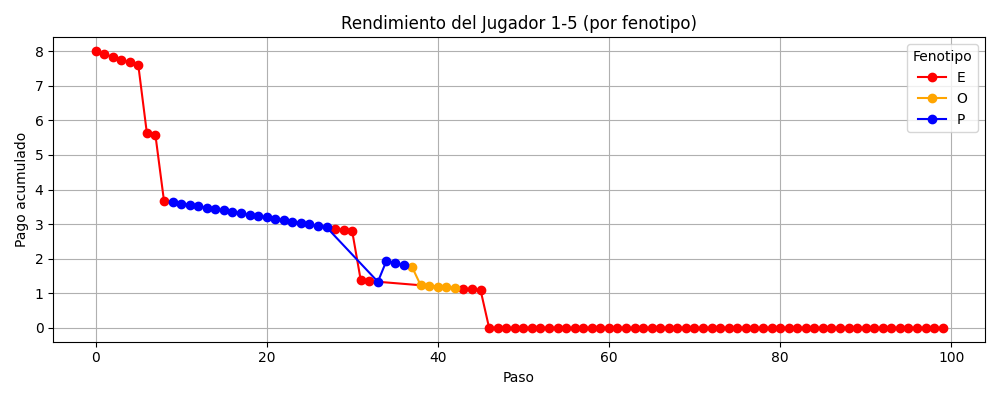 Rendimiento del Jugador 1-5 (por fenotipo)
Pago acumulado
8
7
6
5
4
3
2
1
0
Fenotipo
E
O
P
0 20 40 60 80 100
Paso